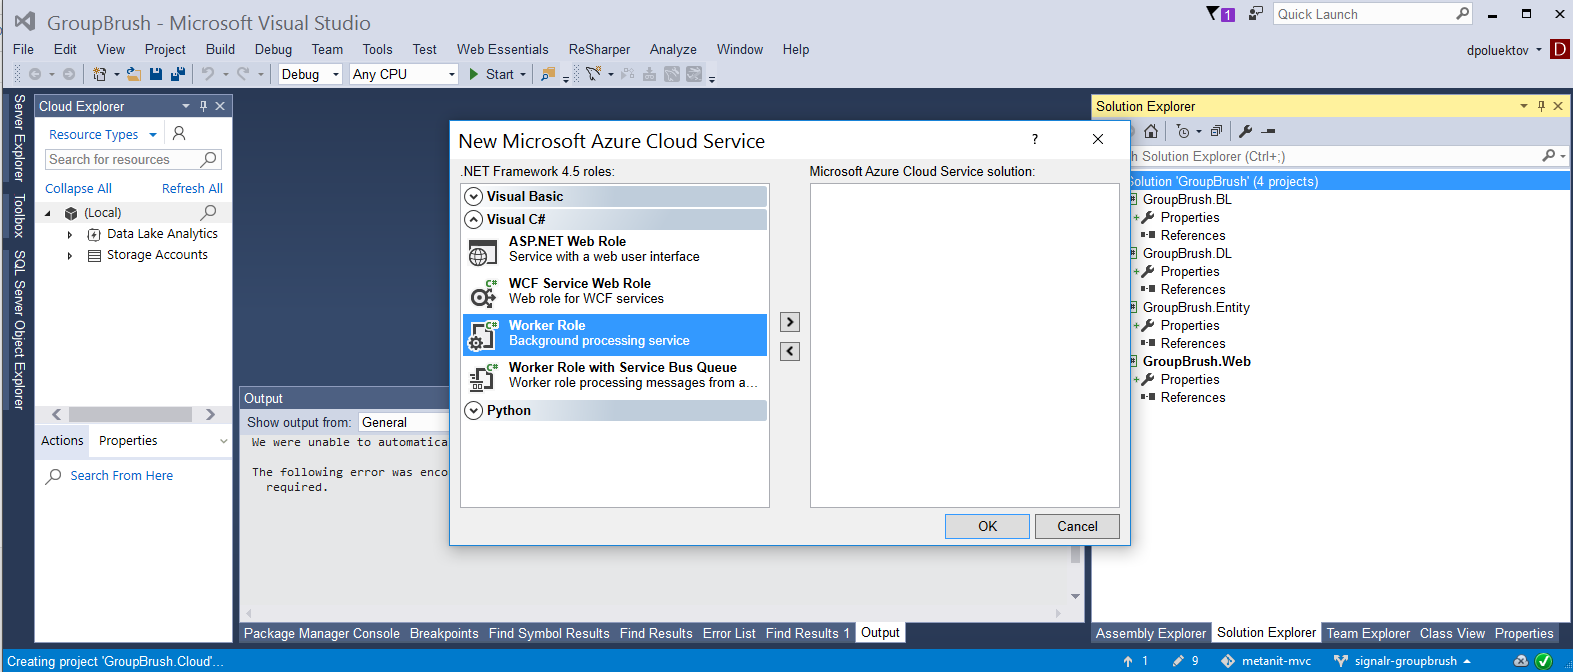 GroupBrush - Microsoft Visual Studio
1
Quick Launch
File Edit View Project Build Debug Team Tools Test Web Essentials ReSharper Analyze Window Help
dpoluektov D
Debug Any CPU Start
Server Explorer
Toolbox
SQL Server Object Explorer
Cloud Explorer
Resource Types
Search for resources
Collapse All Refresh All
(Local)
Data Lake Analytics
Storage Accounts
Actions Properties
Search From Here
New Microsoft Azure Cloud Service
?
.NET Framework 4.5 roles:
Visual Basic
Visual C#
ASP.NET Web Role
Service with a web user interface
WCF Service Web Role
Web role for WCF services
Worker Role
Background processing service
Worker Role with Service Bus Queue
Worker role processing messages from a...
Python
Microsoft Azure Cloud Service solution:
OK Cancel
Output
Show output from: General
We were unable to automatica
The following error was enco
required.
Package Manager Console Breakpoints Find Symbol Results Find Results Error List Find Results 1 Output
Solution Explorer
h Solution Explorer (Ctrl+;)
Solution 'GroupBrush' (4 projects)
GroupBrush.BL
Properties
References
GroupBrush.DL
Properties
References
GroupBrush.Entity
Properties
References
GroupBrush.Web
Properties
References
Assembly Explorer Solution Explorer Team Explorer Class View Properties
Creating project 'GroupBrush.Cloud'...
1 9 metanit-mvc signalr-groupbrush